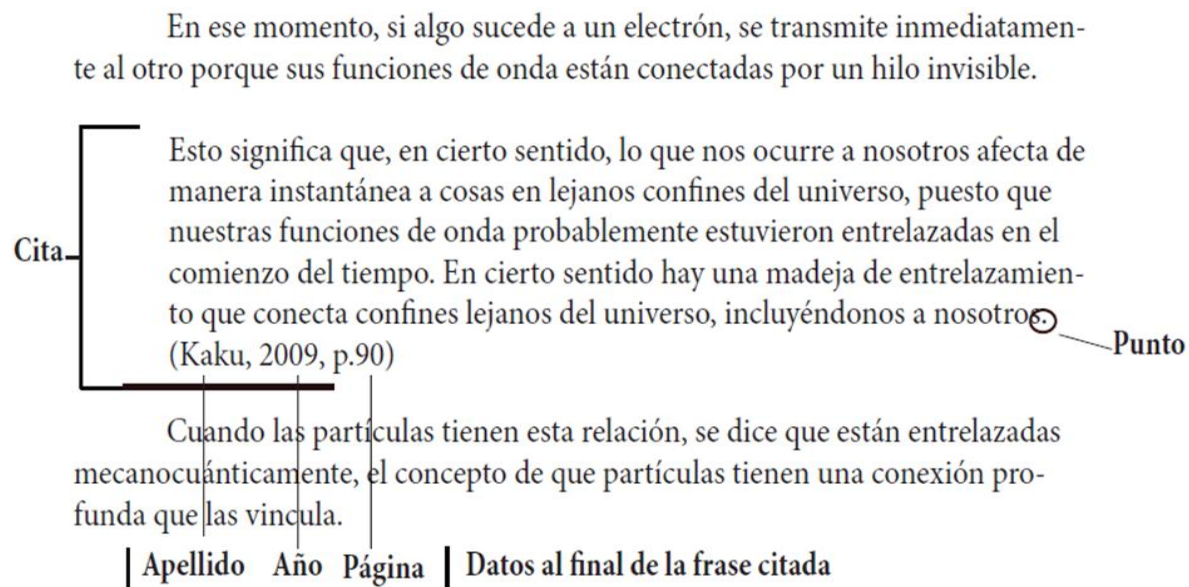 En ese momento, si algo sucede a un electrón, se transmite inmediatamen-
te al otro porque sus funciones de onda están conectadas por un hilo invisible.
Esto significa que, en cierto sentido, lo que nos ocurre a nosotros afecta de
manera instantánea a cosas en lejanos confines del universo, puesto que
nuestras funciones de onda probablemente estuvieron entrelazadas en el
Cita
comienzo del tiempo. En cierto sentido hay una madeja de entrelazamien-
to que conecta confines lejanos del universo, incluyéndonos a nosotros.
Punto
(Kaku, 2009, p.90)
Cuando las partículas tienen esta relación, se dice que están entrelazadas
mecanocuánticamente, el concepto de que partículas tienen una conexión pro-
funda que las vincula.
Apellido Año Página Datos al final de la frase citada